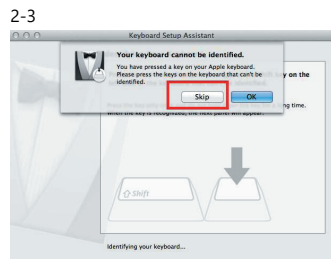 2-3
Keyboard Setup Assistant
Your keyboard cannot be identified.
You have pressed a key on your Apple keyboard.
Please press the keys on the keyboard that can't be
identified.
y on the
Skip
OK
ng time.
When the key is recognized, the next panel will appear.
Shift
Identifying your keyboard...